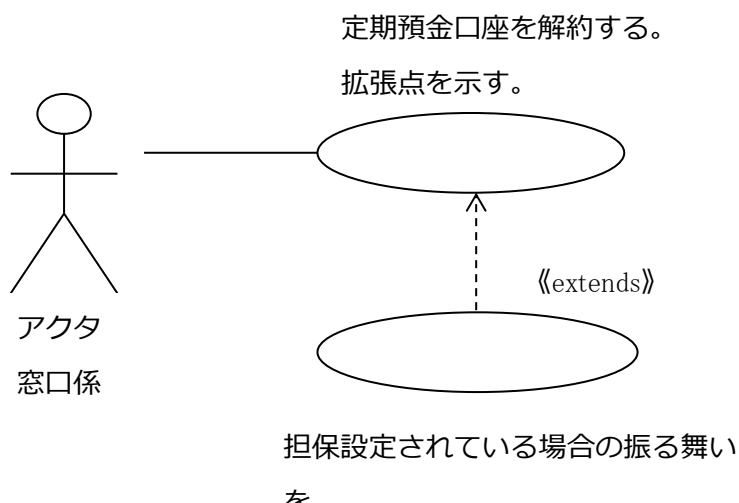 定期預金口座を解約する。
拡張点を示す。
《extends》
アクタ
窓口係
担保設定されている場合の振る舞い
を